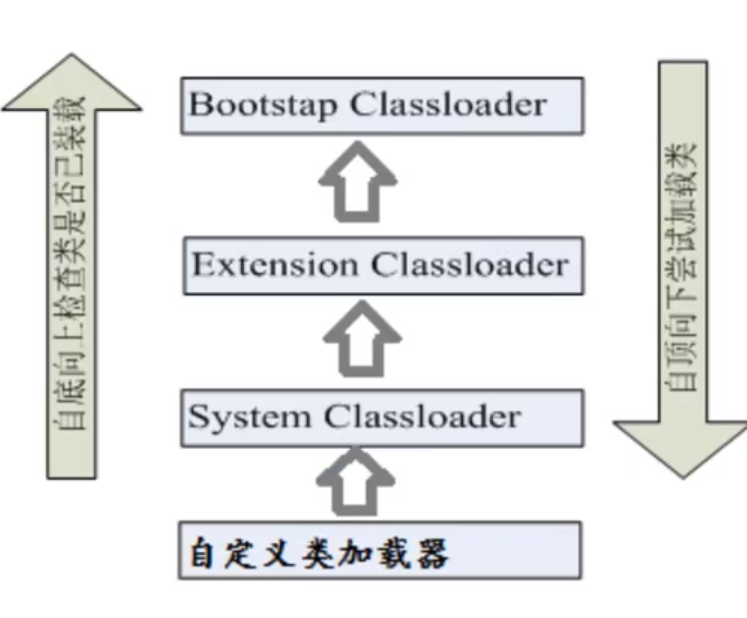 自底向上检查类是否已装载
Bootstap Classloader
Extension Classloader
System Classloader
自定义类加载器
自顶向下尝试加载类